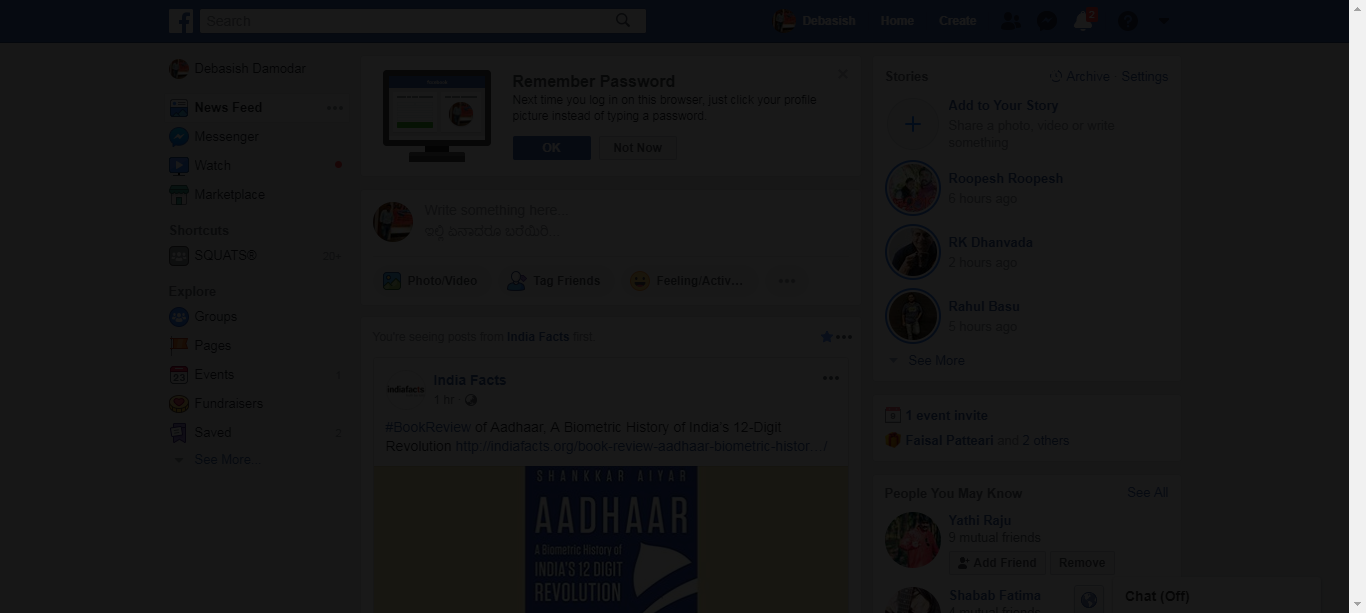 Search
Debasish
Home
Create
2
Debasish Damodar
News Feed
Messenger
Watch
Marketplace
Shortcuts
SQUATS®
20+
Explore
Groups
Pages
Events
Fundraisers
Saved
2
See More...
Remember Password
Next time you log in on this browser, just click your profile
picture instead of typing a password.
OK
Not Now
Write something here...
Photo/Video
Tag Friends
Feeling/Activ...
You're seeing posts from India Facts first
indiafacts
India Facts
1 hr
#BookReview of Aadhaar, A Biometric History of India's 12-Digit
Revolution http://indiafacts.org/book-review-aadhaar-biometric-histor.../
SHANKKAR AIYAR
AADHAAR
A Biometric History of
INDIA'S 12 DIGIT
REVOLUTION
Stories
Archive · Settings
Add to Your Story
Share a photo, video or write
something
Roopesh Roopesh
6 hours ago
RK Dhanvada
2 hours ago
Rahul Basu
5 hours ago
See More
1 event invite
Faisal Patteari and 2 others
People You May Know
See All
Yathi Raju
9 mutual friends
Add Friend
Remove
Shabab Fatima
mutual friends
Chat (Off)